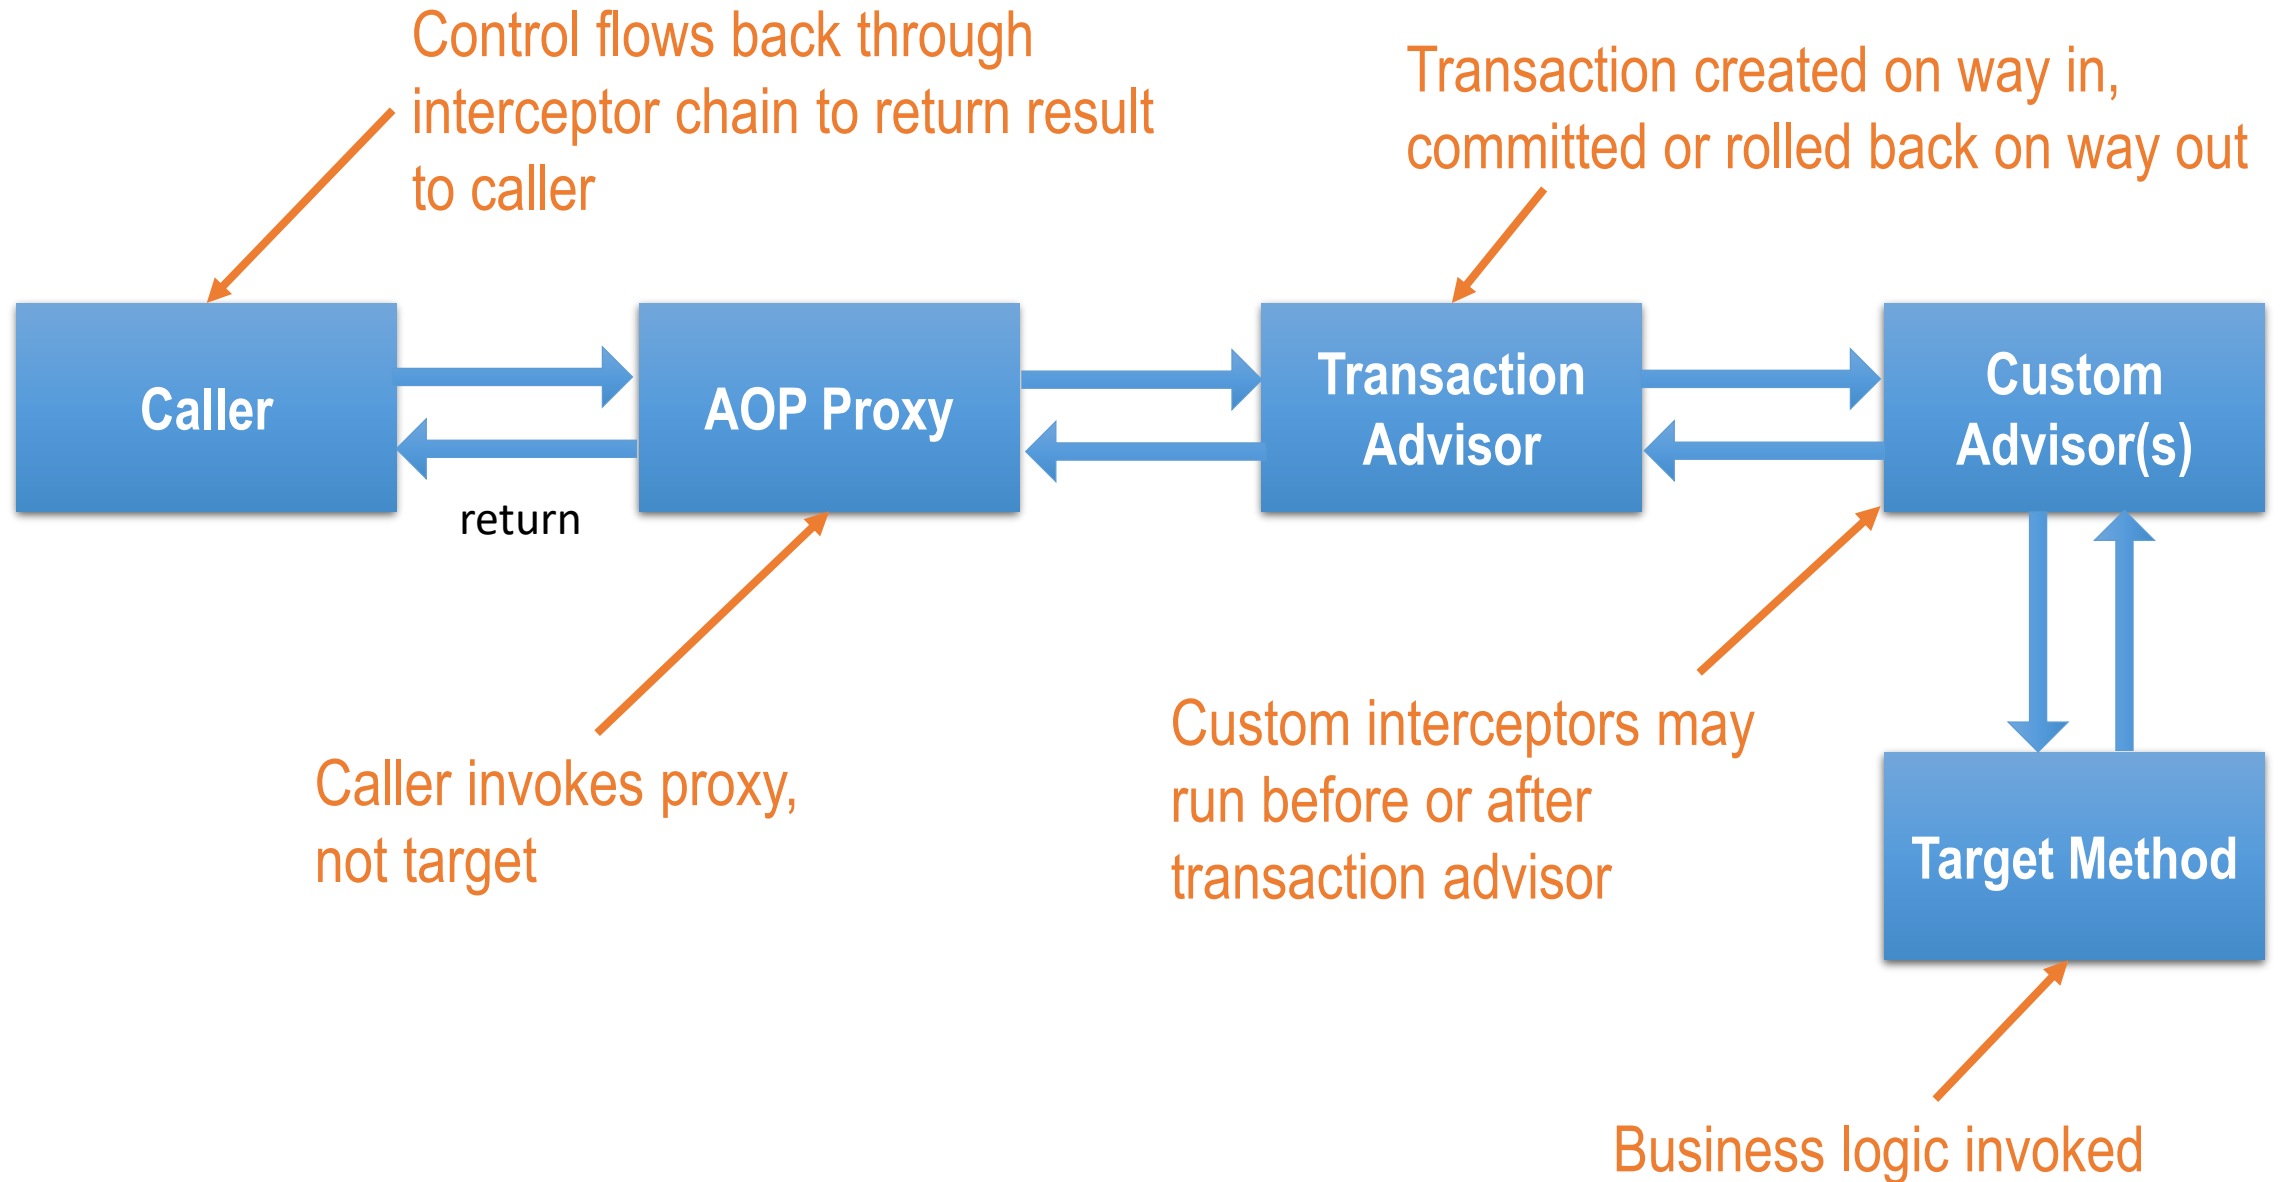 Control flows back through
interceptor chain to return result
to caller
Transaction created on way in,
committed or rolled back on way out
Caller
AOP Proxy
Transaction
Advisor
Custom
Advisor(s)
return
Caller invokes proxy,
not target
Custom interceptors may
run before or after
transaction advisor
Target Method
Business logic invoked